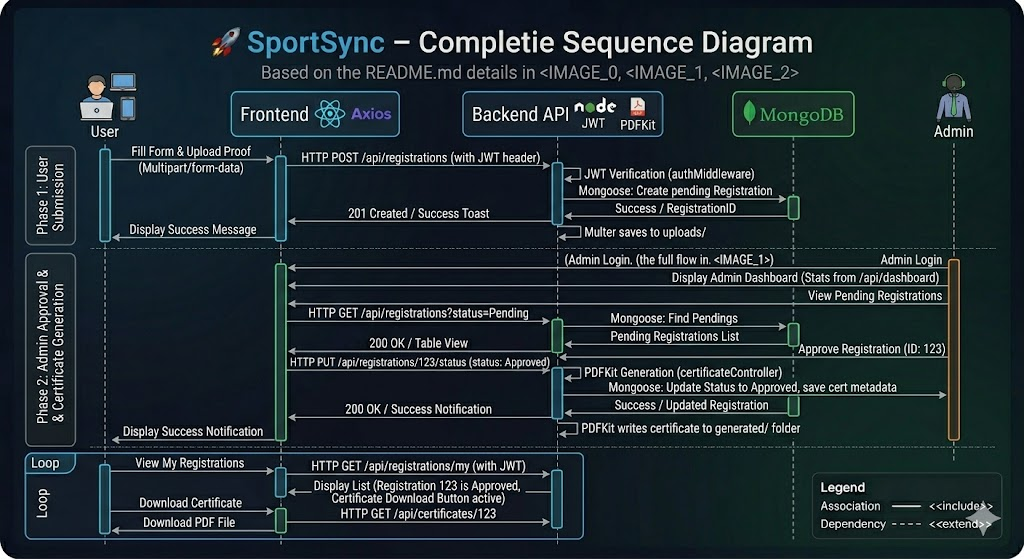 SportSync – Completie Sequence Diagram
Based on the README.md details in <IMAGE_0, <IMAGE_1, <IMAGE_2>
User
Frontend Axios
Backend API node JWT PDFKit
MongoDB
Admin
Phase 1: User
Submission
Fill Form & Upload Proof
(Multipart/form-data)
HTTP POST /api/registrations (with JWT header)
JWT Verification (authMiddleware)
Mongoose: Create pending Registration
Success / RegistrationID
201 Created / Success Toast
Display Success Message
Multer saves to uploads/
Phase 2: Admin Approval &
& Certificate Generation
(Admin Login. (the full flow in. <IMAGE_1>)
Admin Login
Display Admin Dashboard (Stats from /api/dashboard)
View Pending Registrations
HTTP GET /api/registrations?status=Pending
Mongoose: Find Pendings
Pending Registrations List
200 OK / Table View
Approve Registration (ID: 123)
HTTP PUT /api/registrations/123/status (status: Approved)
PDFKit Generation (certificateController)
Mongoose: Update Status to Approved, save cert metadata
Success / Updated Registration
200 OK / Success Notification
Display Success Notification
PDFKit writes certificate to generated/ folder
Loop
Loop
View My Registrations
HTTP GET /api/registrations/my (with JWT)
Display List (Registration 123 is Approved,
Certificate Download Button active)
Download Certificate
HTTP GET /api/certificates/123
Download PDF File
Legend
Association <<include>>
Dependency <<extend>>